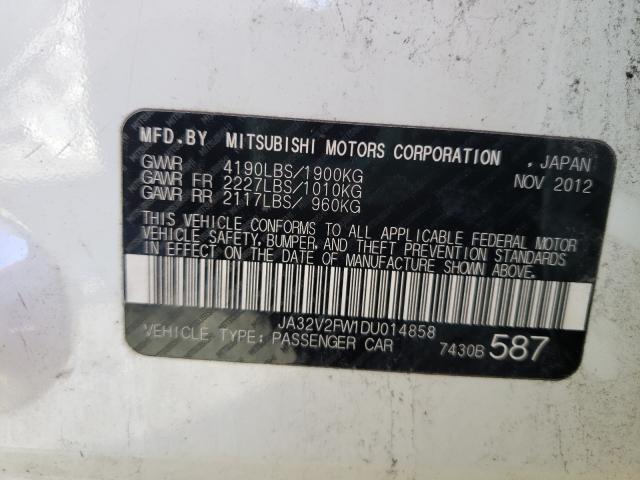 MFD.BY MITSUBISHI MOTORS CORPORATION , JAPAN
GVWR 4190LBS/1900KG NOV 2012
GAWR FR 2227LBS/1010KG
GAWR RR 2117LBS/ 960KG
THIS VEHICLE CONFORMS TO ALL APPLICABLE FEDERAL MOTOR
VEHICLE SAFETY, BUMPER, AND THEFT PREVENTION STANDARDS
IN EFFECT ON THE DATE OF MANUFACTURE SHOWN ABOVE.
JA32V2FW1DU014858
VEHICLE TYPE: PASSENGER CAR 7430B 587